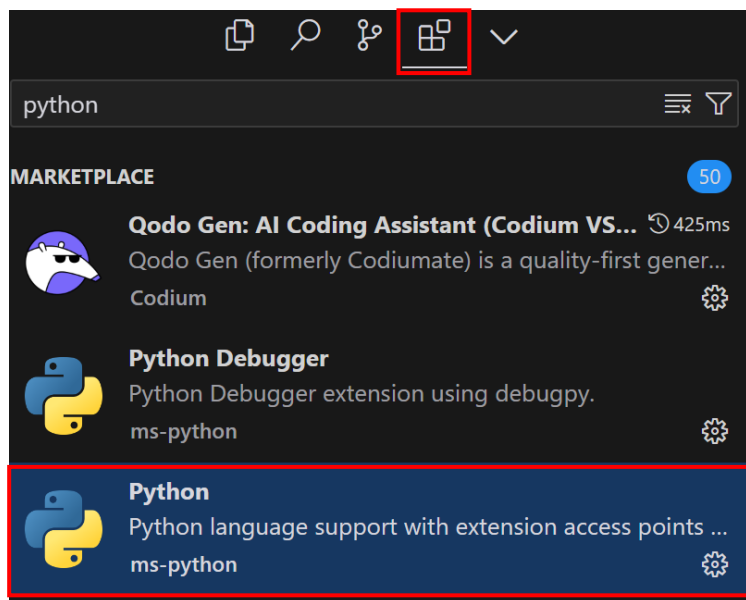 python
MARKETPLACE
50
Qodo Gen: AI Coding Assistant (Codium VS... 425ms
Qodo Gen (formerly Codiumate) is a quality-first gener...
Codium
Python Debugger
Python Debugger extension using debugpy.
ms-python
Python
Python language support with extension access points ...
ms-python